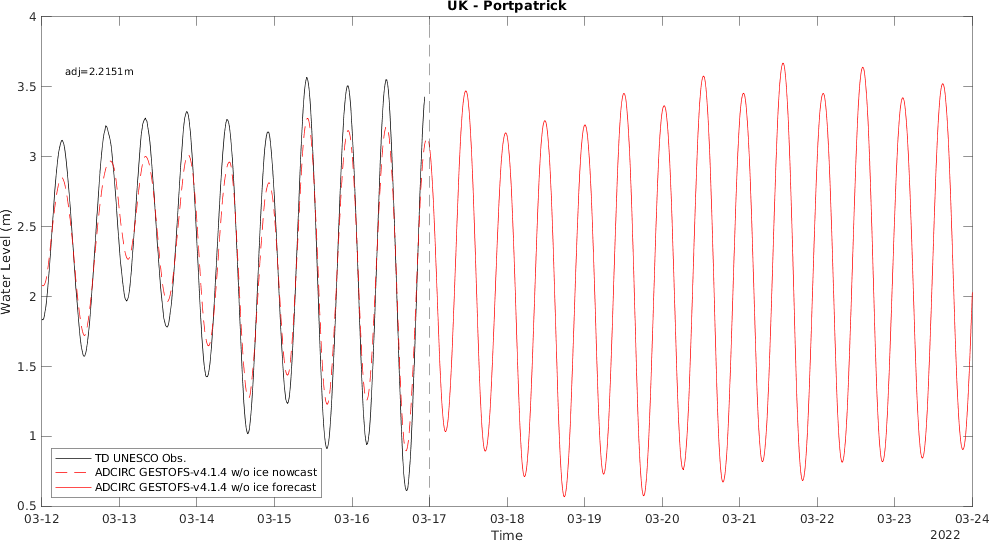 UK - Portpatrick
4
adj=2.2151m
3.5
3
2.5
Water Level (m)
2
1.5
1
0.5
TD UNESCO Obs.
ADCIRC GESTOFS-v4.1.4 w/o ice nowcast
ADCIRC GESTOFS-v4.1.4 w/o ice forecast
03-12 03-13 03-14 03-15 03-16 03-17 03-18 03-19 03-20 03-21 03-22 03-23 03-24
Time
2022